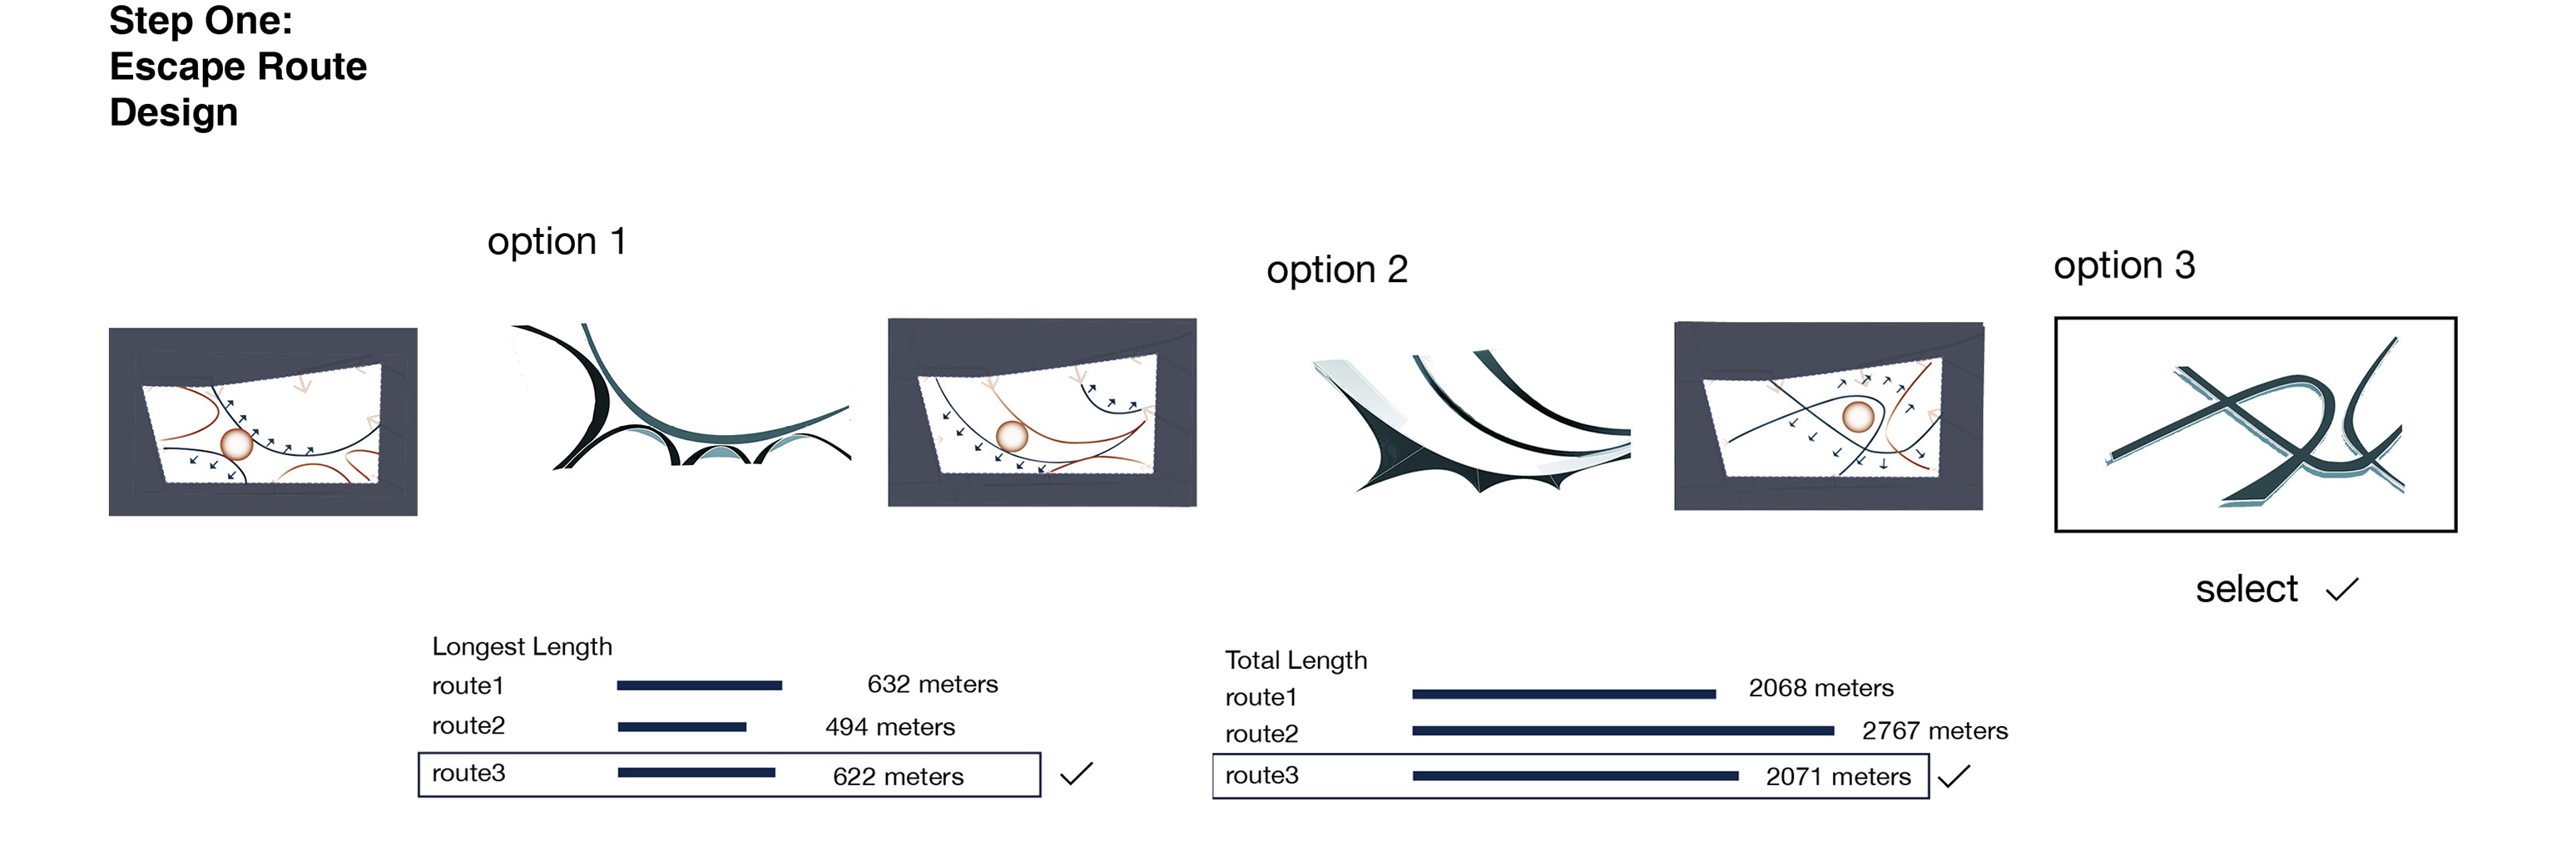 Step One:
Escape Route
Design
option 1
option 2
option 3
select
Longest Length
route1 632 meters
route2 494 meters
route3 622 meters
Total Length
route1 2068 meters
route2 2767 meters
route3 2071 meters